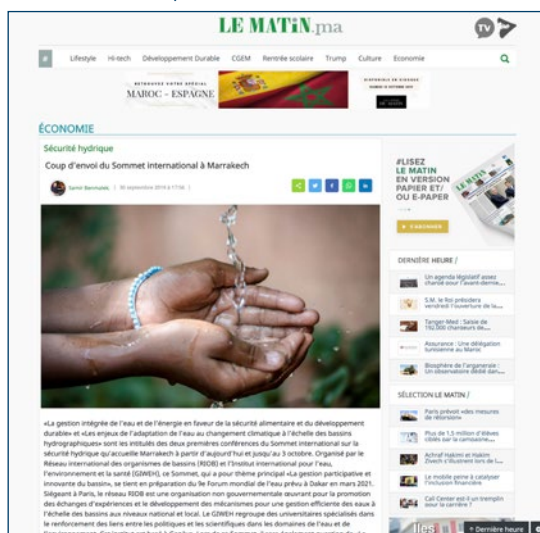 LE MATiN.ma
TV
#
Lifestyle Hi-tech Développement Durable CGEM Rentrée scolaire Trump Culture Economie
RETROUVEZ NOTRE SPÉCIAL
MAROC - ESPAGNE
DISPONIBLE EN KIOSQUE
ÉCONOMIE
Sécurité hydrique
Coup d'envoi du Sommet international à Marrakech
Samir Benmalek, | 30 septembre 2019 à 17:56 |
#LISEZ
LE MATIN
EN VERSION
PAPIER ET/
OU E-PAPER
S'ABONNER
DERNIÈRE HEURE /
Un agenda législatif assez
chargé pour l'avant-dernie...
S.M. le Roi présidera
vendredi l'ouverture de la...
Tanger-Med : Saisie de
192.000 chanseurs de...
Assurance : Une délégation
tunisienne au Maroc
Biosphère de l'arganeraie :
Un observatoire dédié dan...
SÉLECTION LE MATIN /
Paris prévoit «des mesures
de rétorsion»
Plus de 1,5 million d'élèves
ciblés par la campagne...
Achraf Hakimi et Hakim
Ziyech s'illustrent lors de l...
Le mobile peine à catalyser
l'inclusion financière
Call Center est-il un tremplin
pour la carrière ?
«La gestion intégrée de l'eau et de l'énergie en faveur de la sécurité alimentaire et du développement
durable» et «Les enjeux de l'adaptation de l'eau au changement climatique à l'échelle des bassins
hydrographiques» sont les intitulés des deux premières conférences du Sommet international sur la
sécurité hydrique qu'accueille Marrakech à partir d'aujourd'hui et jusqu'au 3 octobre. Organisé par le
Réseau international des organismes de bassins (RIOB) et l'Institut international pour l'eau,
l'environnement et la santé (GIWEH), ce Sommet, qui a pour thème principal «La gestion participative et
innovante du bassin», se tient en préparation du 9e Forum mondial de l'eau prévu à Dakar en mars 2021.
Siégeant à Paris, le réseau RIOB est une organisation non gouvernementale œuvrant pour la promotion
des échanges d'expériences et le développement des mécanismes pour une gestion efficiente des eaux à
l'échelle des bassins aux niveaux national et local. Le GIWEH regroupe des universitaires spécialisés dans
le renforcement des liens entre les politiques et les scientifiques dans les domaines de l'eau et de
Iles
Dernière heure